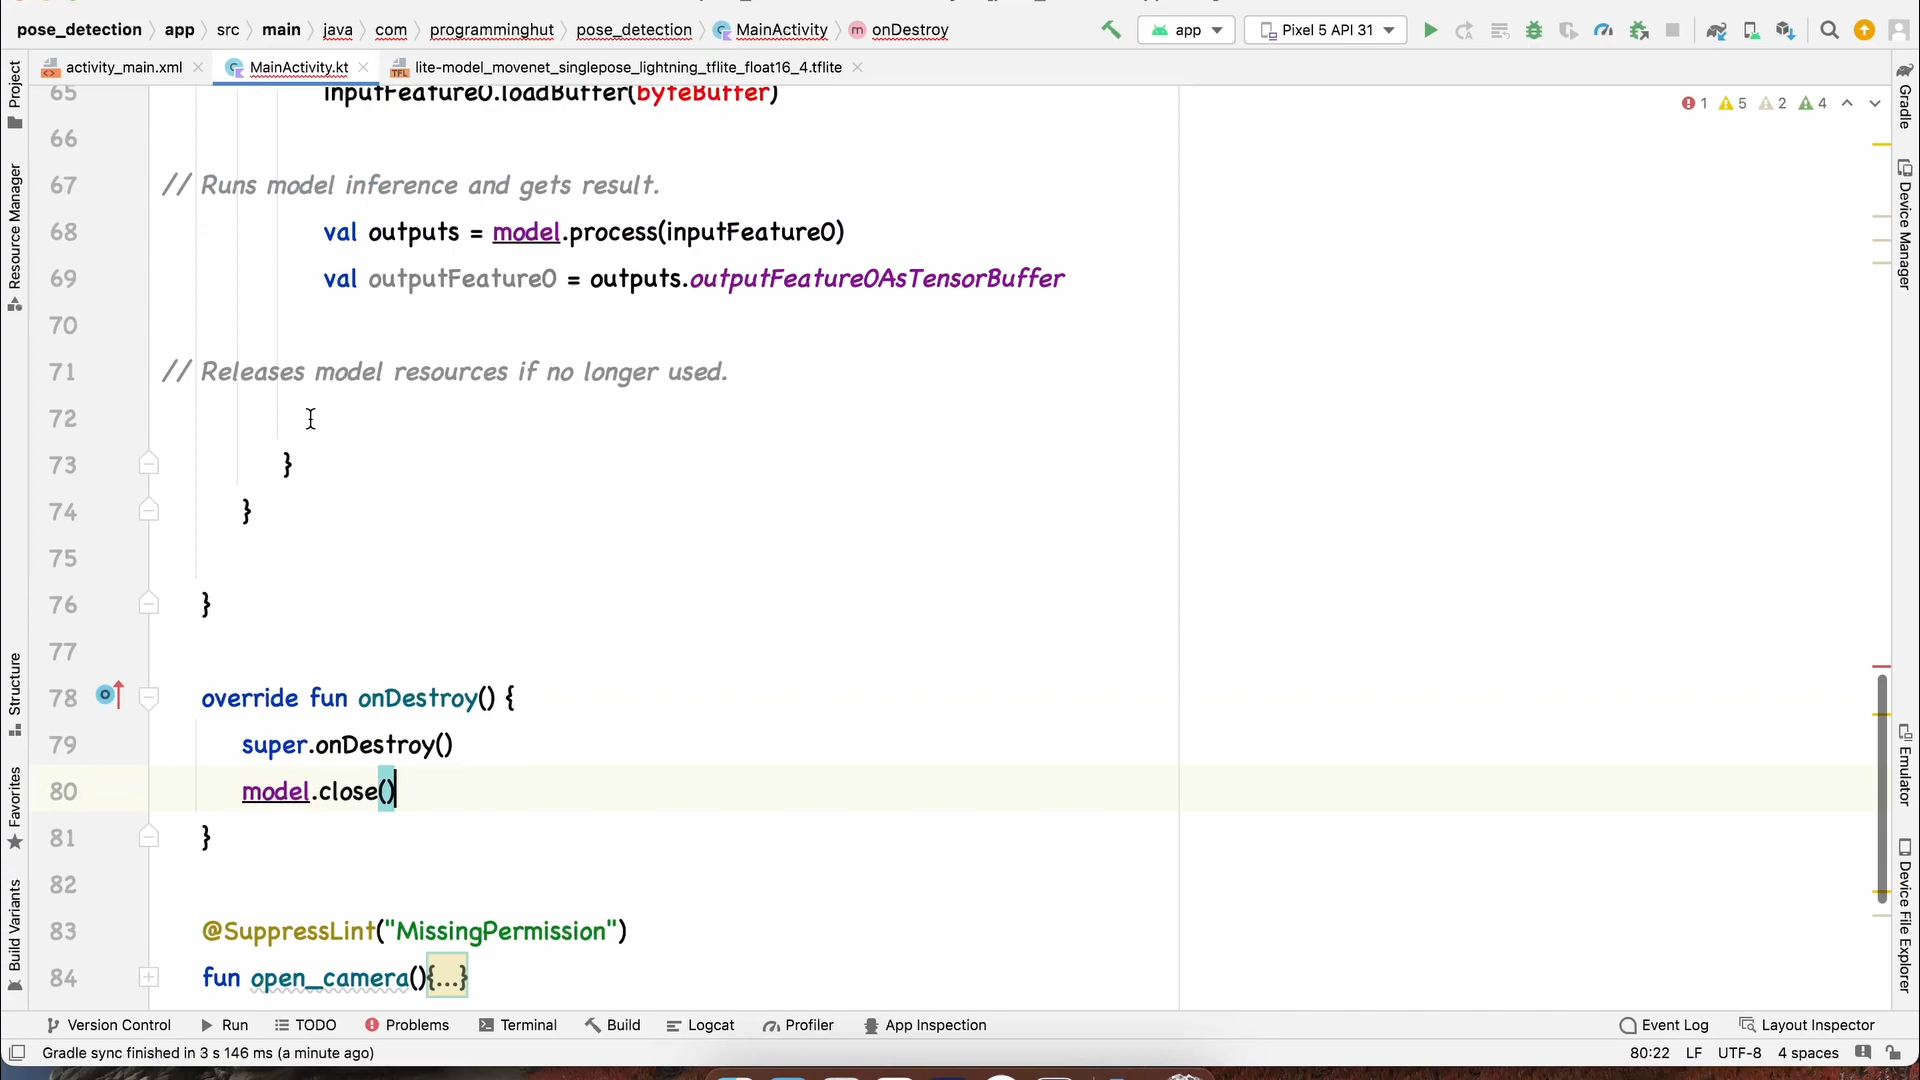 pose_detection app src main java com programminghut pose_detection MainActivity onDestroy app Pixel 5 API 31
activity_main.xml MainActivity.kt lite-model_movenet_singlepose_lightning_tflite_float16_4.tflite
1 5 2 4
65 inputFeature0.loadBuffer(byteBuffer)
66
67 // Runs model inference and gets result.
68 val outputs = model.process(inputFeature0)
69 val outputFeature0 = outputs.outputFeature0AsTensorBuffer
70
71 // Releases model resources if no longer used.
72
73 }
74 }
75
76 }
77
78 override fun onDestroy() {
79 super.onDestroy()
80 model.close()
81 }
82
83 @SuppressLint("MissingPermission")
84 fun open_camera(){...}
Project
Resource Manager
Structure
Favorites
Build Variants
Gradle
Device Manager
Emulator
Device File Explorer
Version Control Run TODO Problems Terminal Build Logcat Profiler App Inspection Event Log Layout Inspector
Gradle sync finished in 3 s 146 ms (a minute ago) 80:22 LF UTF-8 4 spaces